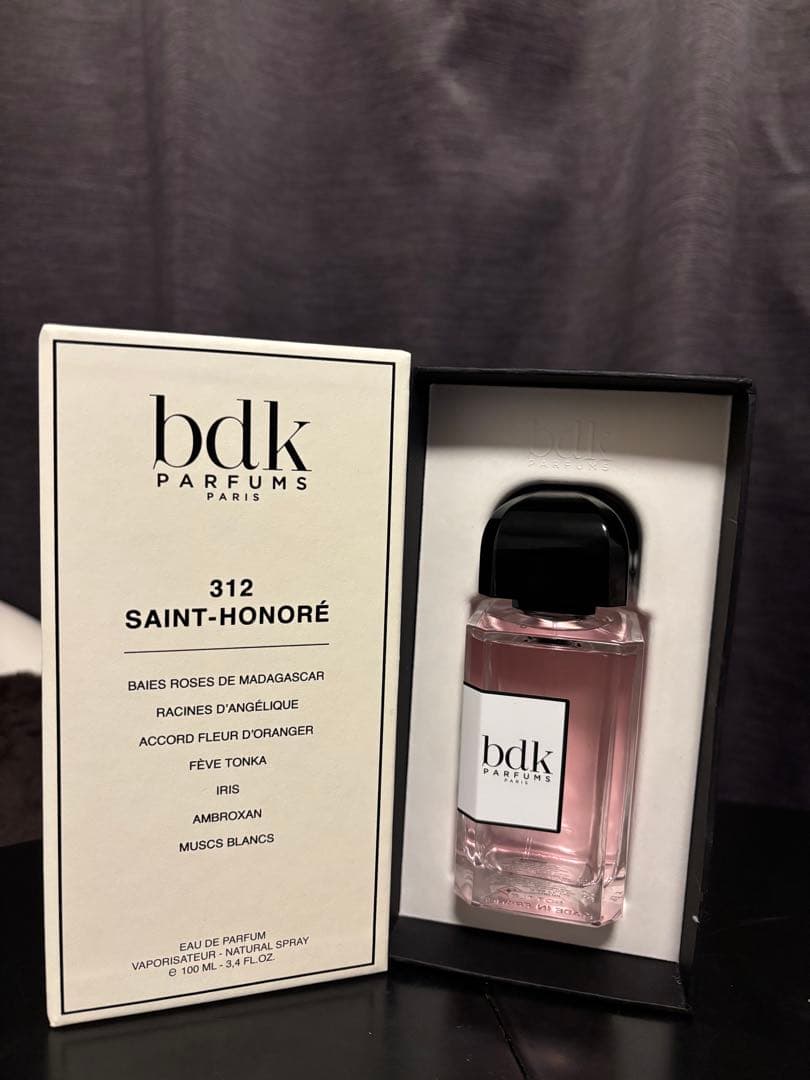 bdk
PARFUMS
PARIS
312
SAINT-HONORÉ
BAIES ROSES DE MADAGASCAR
RACINES D'ANGÉLIQUE
ACCORD FLEUR D'ORANGER
FÈVE TONKA
IRIS
AMBROXAN
MUSCS BLANCS
EAU DE PARFUM
VAPORISATEUR - NATURAL SPRAY
℮ 100 ML - 3,4 FL.OZ.
bdk
PARFUMS
bdk
PARFUMS
PARIS